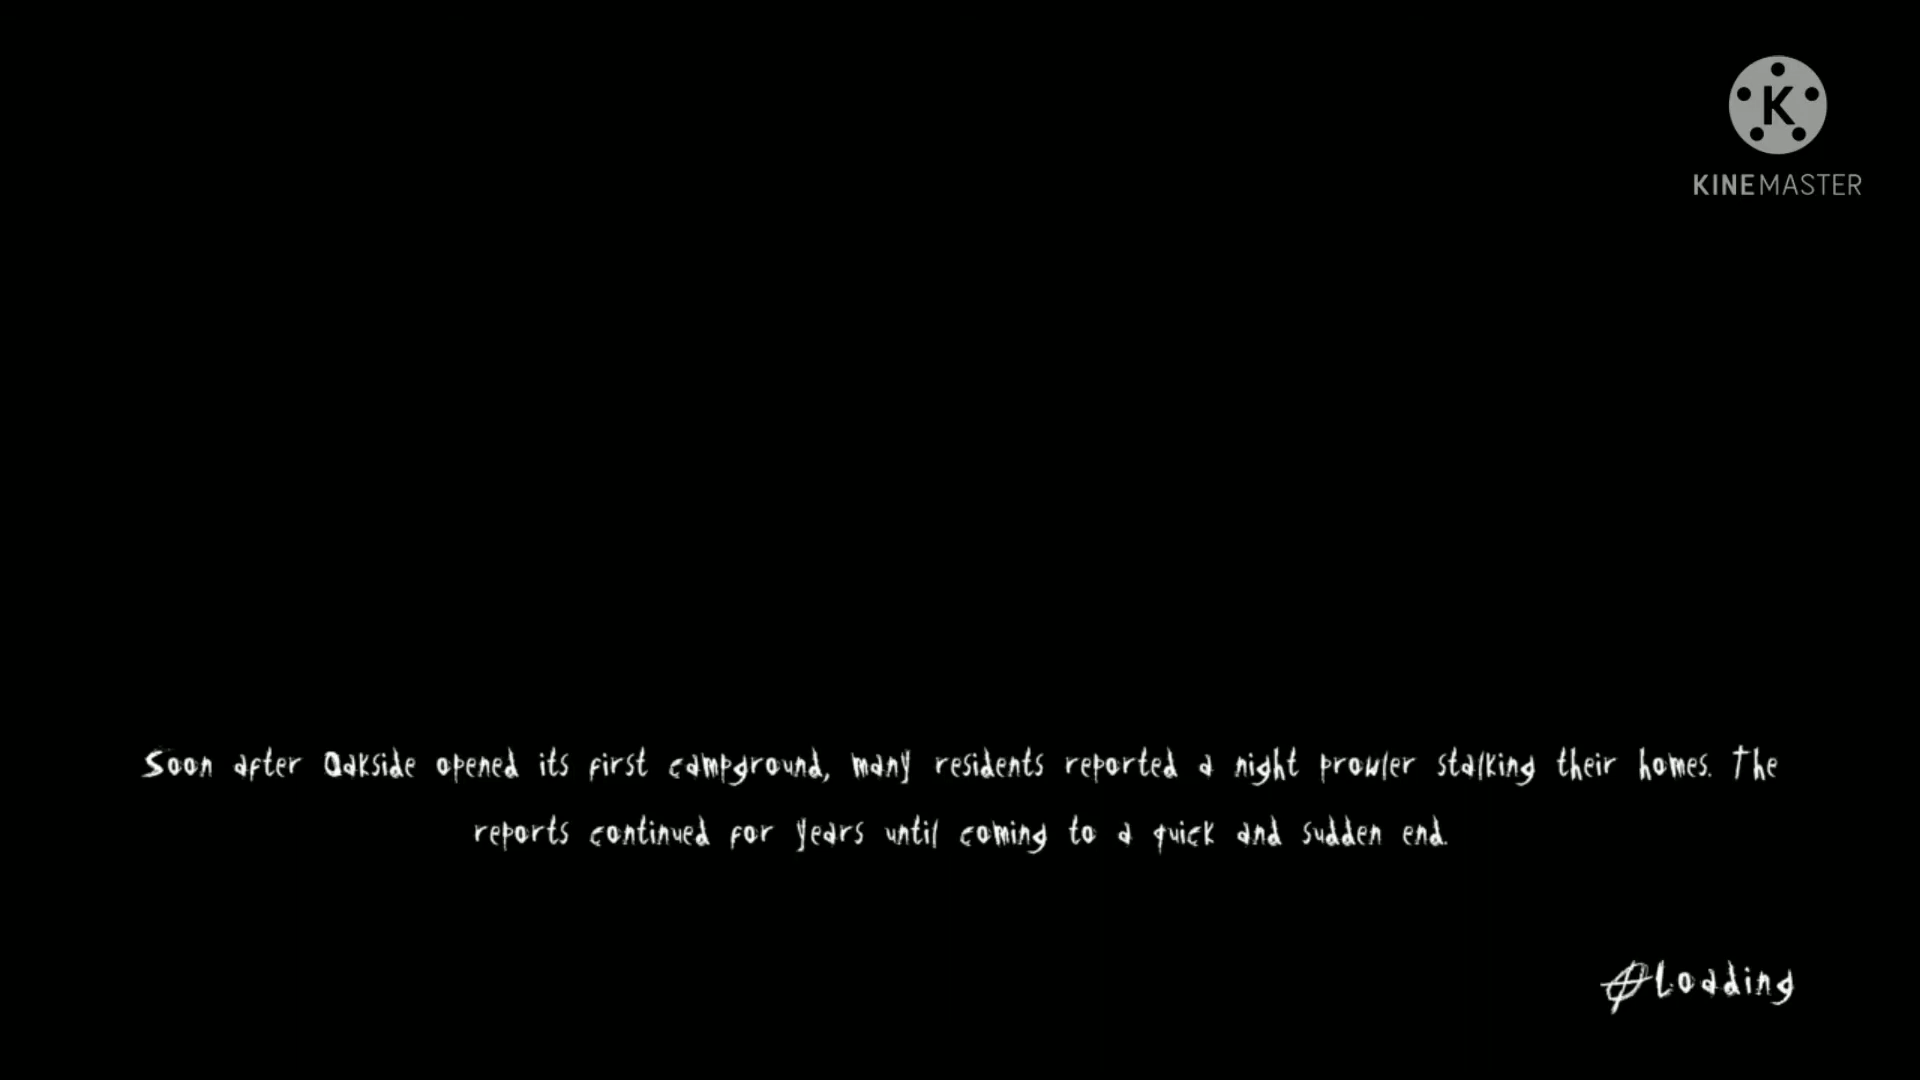 K
KINEMASTER
Soon after Oakside opened its first campground, many residents reported a night prowler stalking their homes. The
reports continued for years until coming to a quick and sudden end.
Loading